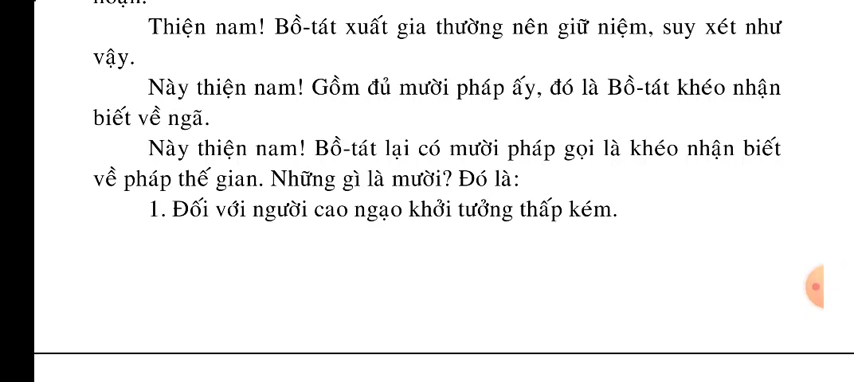 Thiện nam! Bồ-tát xuất gia thường nên giữ niệm, suy xét như
vậy.
Này thiện nam! Gồm đủ mười pháp ấy, đó là Bồ-tát khéo nhận
biết về ngã.
Này thiện nam! Bồ-tát lại có mười pháp gọi là khéo nhận biết
về pháp thế gian. Những gì là mười? Đó là:
1. Đối với người cao ngạo khởi tưởng thấp kém.